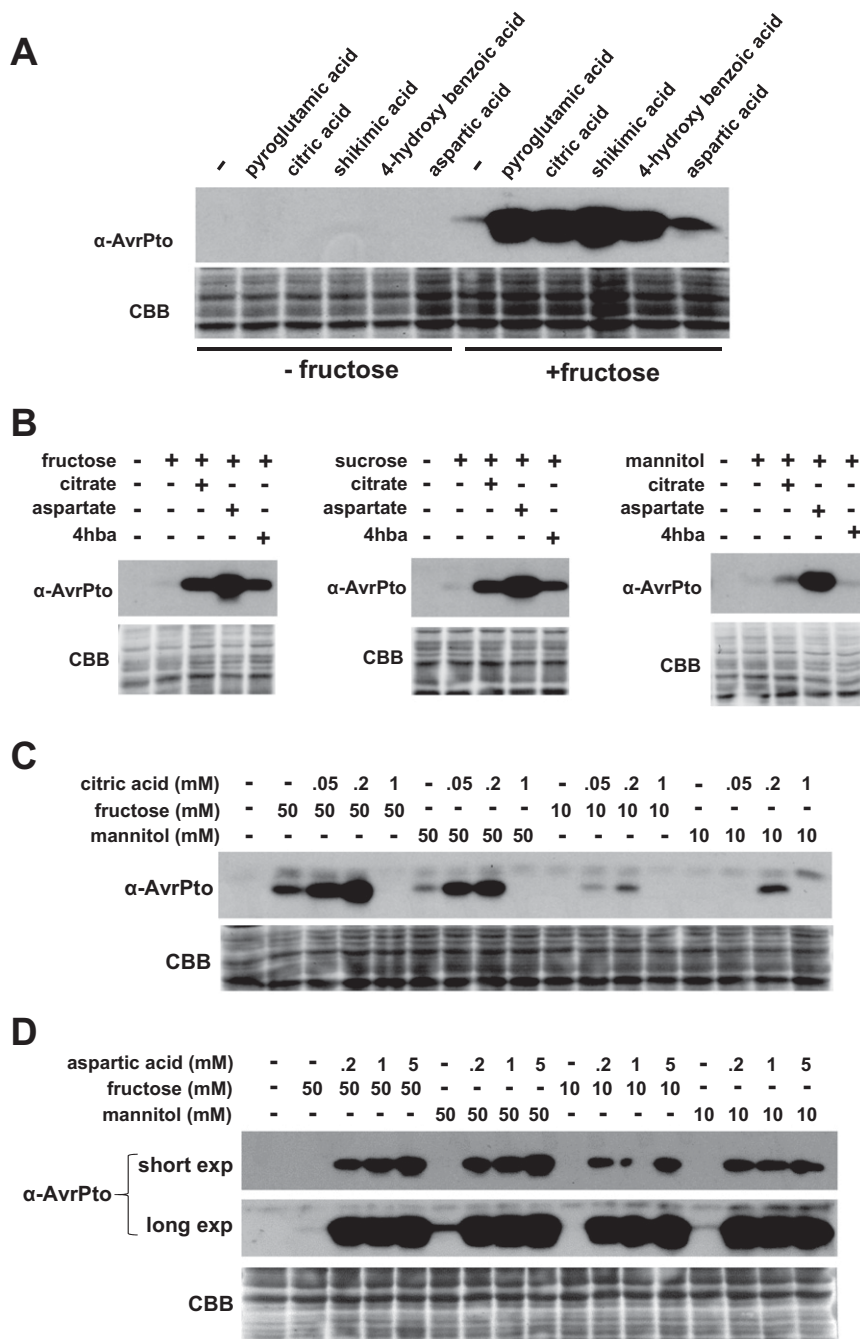 A
- pyroglutamic acid citric acid shikimic acid 4-hydroxy benzoic acid aspartic acid - pyroglutamic acid citric acid shikimic acid 4-hydroxy benzoic acid aspartic acid
α-AvrPto
CBB
- fructose +fructose
B
fructose - + + + +
citrate - - + - -
aspartate - - - + -
4hba - - - - +
α-AvrPto
CBB
sucrose - + + + +
citrate - - + - -
aspartate - - - + -
4hba - - - - +
α-AvrPto
CBB
mannitol - + + + +
citrate - - + - -
aspartate - - - + -
4hba - - - - +
α-AvrPto
CBB
C
citric acid (mM) - - .05 .2 1 - .05 .2 1 - .05 .2 1 - .05 .2 1
fructose (mM) - 50 50 50 50 - - - - 10 10 10 10 - - - -
mannitol (mM) - - - - - 50 50 50 50 - - - - 10 10 10 10
α-AvrPto
CBB
D
aspartic acid (mM) - - .2 1 5 - .2 1 5 - .2 1 5 - .2 1 5
fructose (mM) - 50 50 50 50 - - - - 10 10 10 10 - - - -
mannitol (mM) - - - - - 50 50 50 50 - - - - 10 10 10 10
α-AvrPto
short exp
long exp
CBB